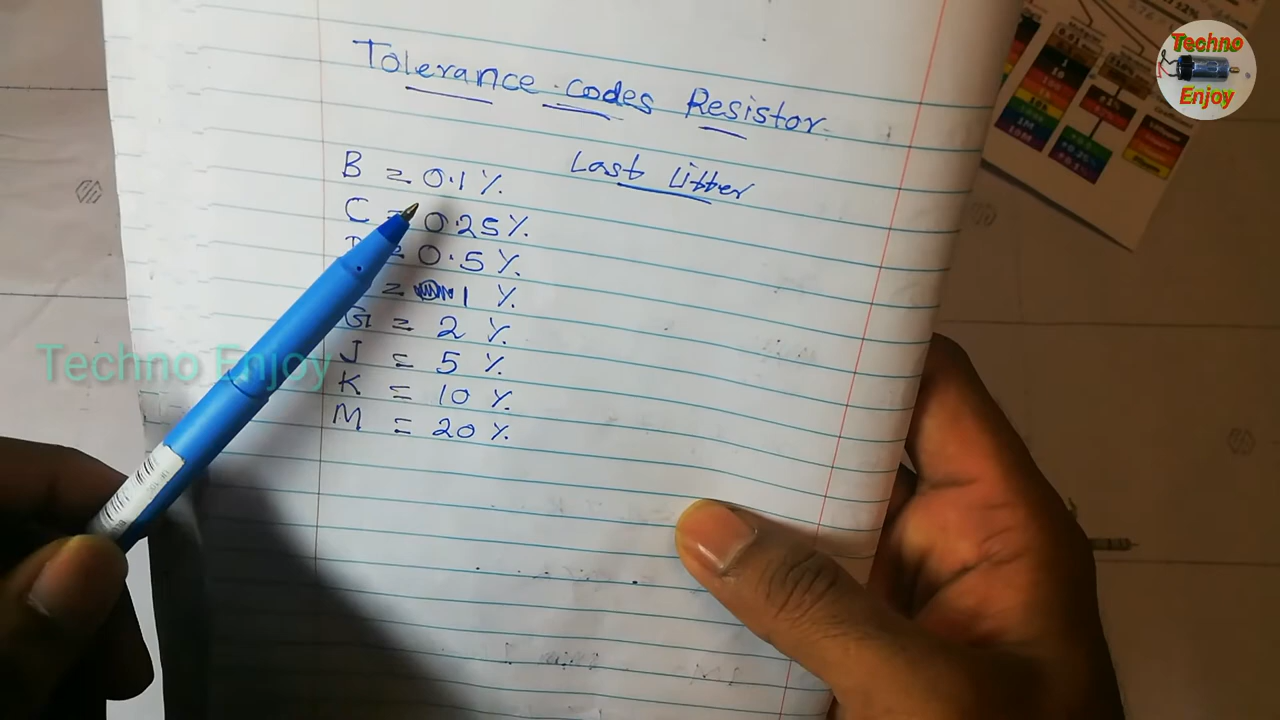 Tolerance codes Resistor
Last Litter
B = 0.1 %
C = 0.25 %
D = 0.5 %
= 1 %
G = 2 %
J = 5 %
K = 10 %
M = 20 %
Techno
Enjoy
Techno Enjoy